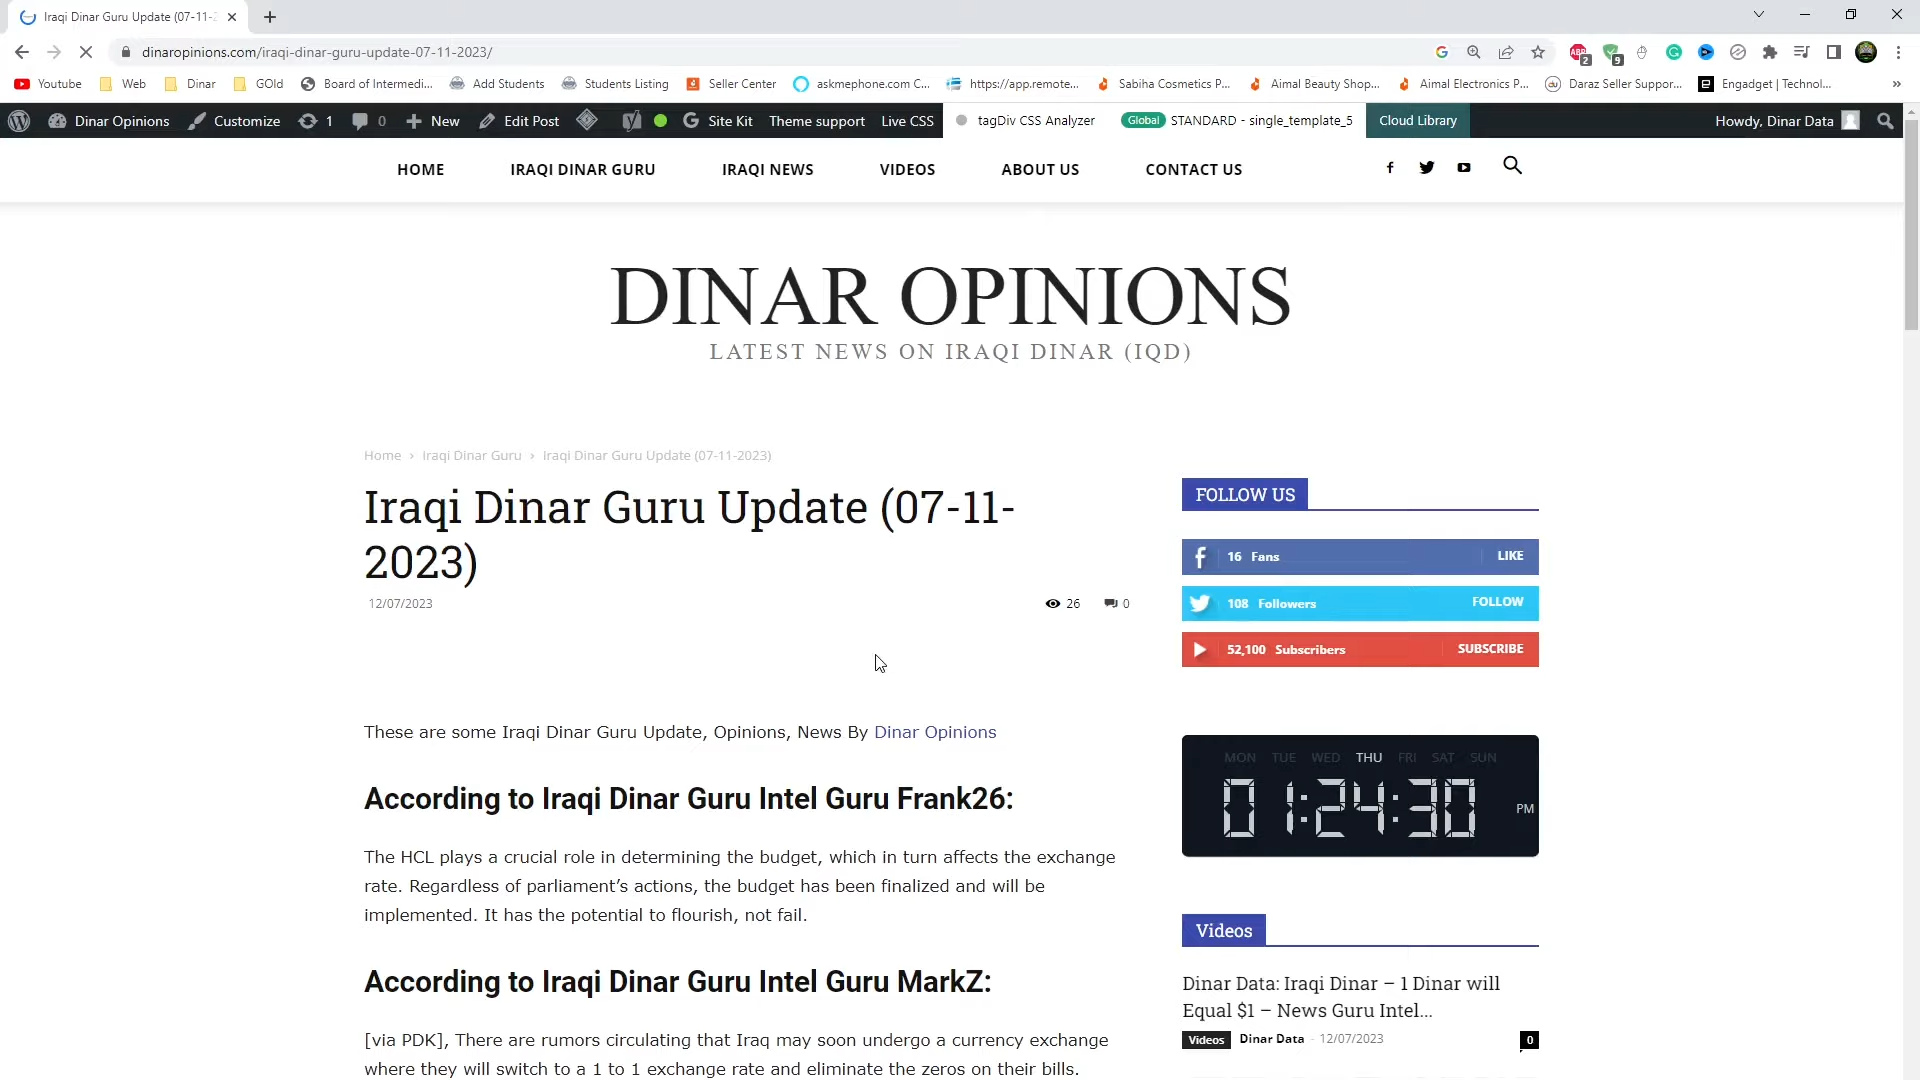 Iraqi Dinar Guru Update (07-11-2
dinaropinions.com/iraqi-dinar-guru-update-07-11-2023/
ABP 2 9
Youtube Web Dinar GOld Board of Intermedi... Add Students Students Listing Seller Center askmephone.com C... https://app.remote... Sabiha Cosmetics P... Aimal Beauty Shop... Aimal Electronics P... Daraz Seller Suppor... Engadget | Technol... »
Dinar Opinions Customize 1 0 New Edit Post Site Kit Theme support Live CSS tagDiv CSS Analyzer Global STANDARD - single_template_5 Cloud Library Howdy, Dinar Data
HOME IRAQI DINAR GURU IRAQI NEWS VIDEOS ABOUT US CONTACT US
DINAR OPINIONS
LATEST NEWS ON IRAQI DINAR (IQD)
Home › Iraqi Dinar Guru › Iraqi Dinar Guru Update (07-11-2023)
Iraqi Dinar Guru Update (07-11-
2023)
12/07/2023 26 0
These are some Iraqi Dinar Guru Update, Opinions, News By Dinar Opinions
According to Iraqi Dinar Guru Intel Guru Frank26:
The HCL plays a crucial role in determining the budget, which in turn affects the exchange
rate. Regardless of parliament’s actions, the budget has been finalized and will be
implemented. It has the potential to flourish, not fail.
According to Iraqi Dinar Guru Intel Guru MarkZ:
[via PDK], There are rumors circulating that Iraq may soon undergo a currency exchange
where they will switch to a 1 to 1 exchange rate and eliminate the zeros on their bills.
FOLLOW US
16 Fans LIKE
108 Followers FOLLOW
52,100 Subscribers SUBSCRIBE
MON TUE WED THU FRI SAT SUN
01:24:30 PM
Videos
Dinar Data: Iraqi Dinar – 1 Dinar will
Equal $1 – News Guru Intel...
Videos Dinar Data - 12/07/2023 0